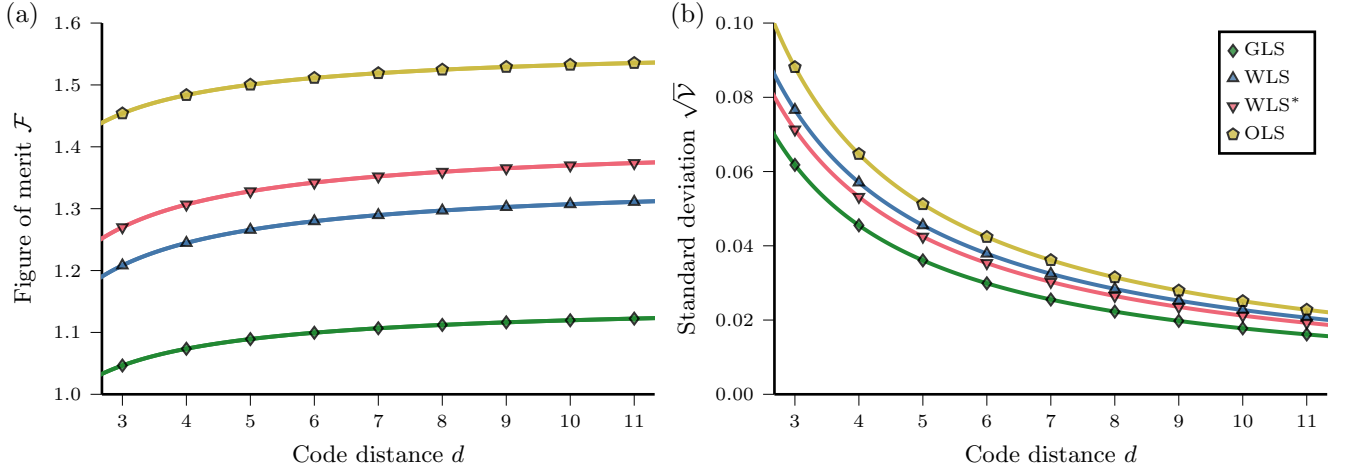 (a)
Figure of merit ℱ
1.6
1.5
1.4
1.3
1.2
1.1
1.0
3 4 5 6 7 8 9 10 11
Code distance d
(b)
Standard deviation √𝒱
0.10
0.08
0.06
0.04
0.02
0.00
3 4 5 6 7 8 9 10 11
Code distance d
GLS
WLS
WLS*
OLS